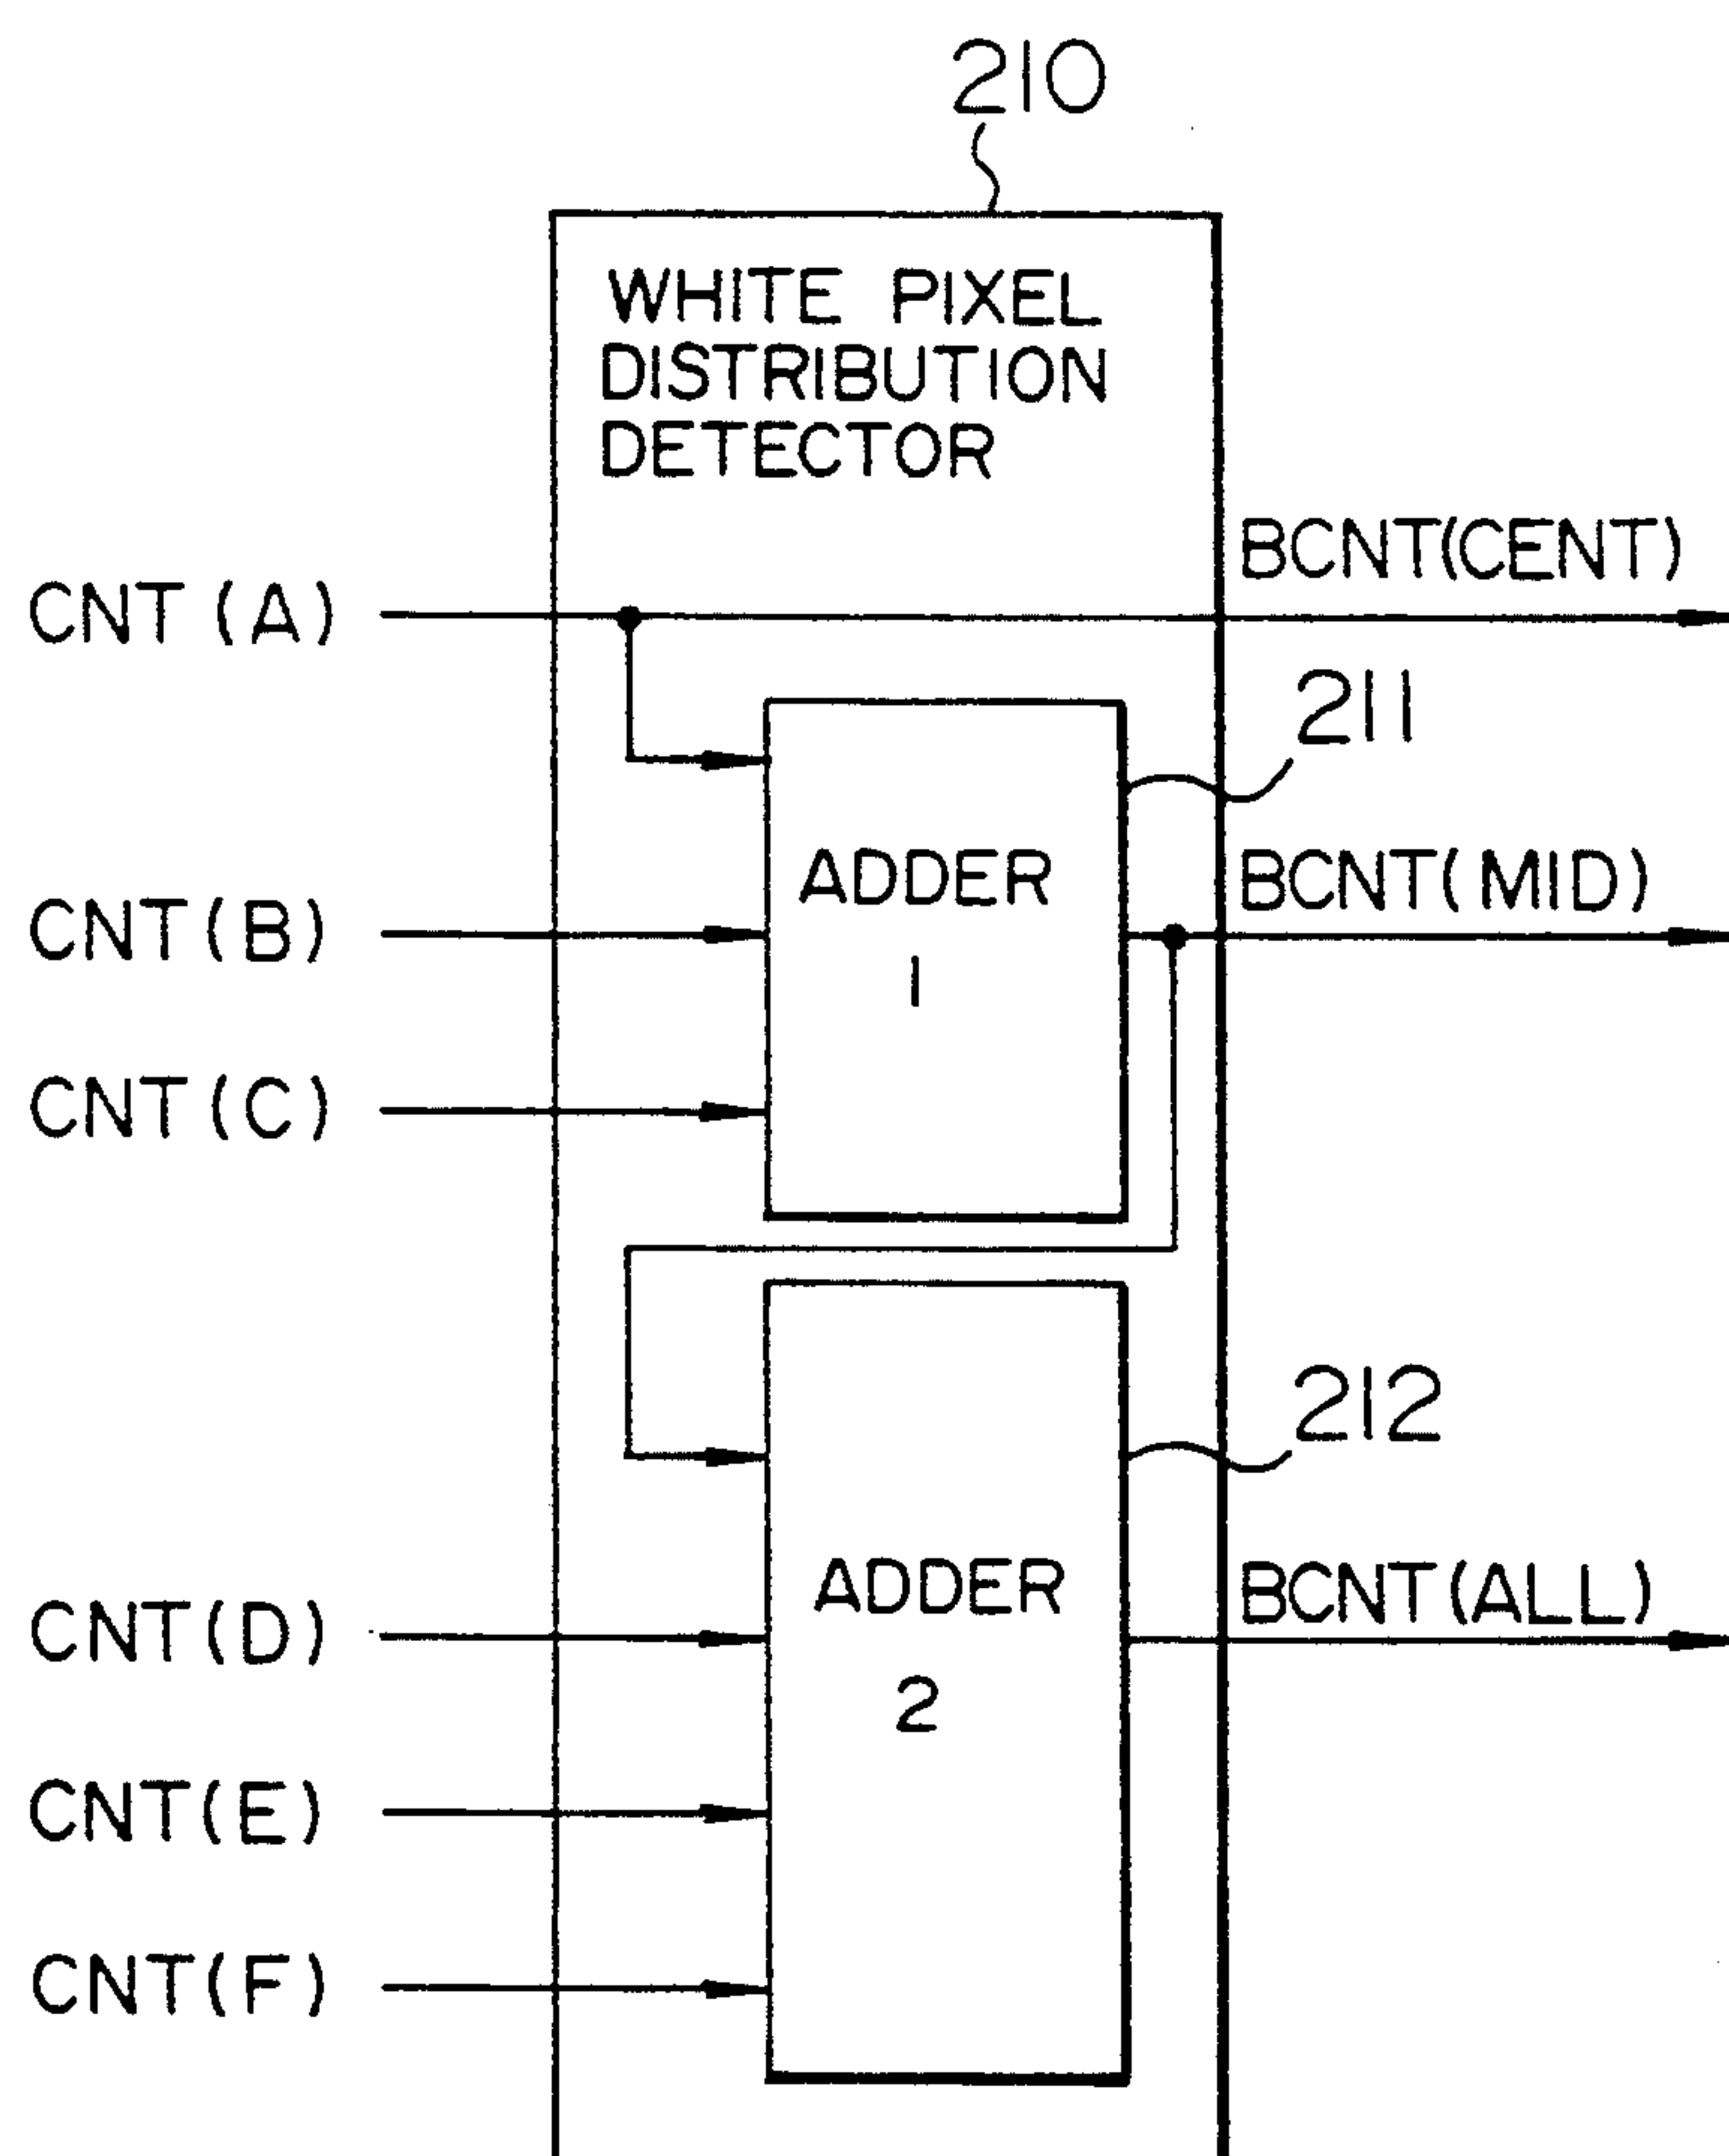 210
WHITE PIXEL
DISTRIBUTION
DETECTOR
BCNT(CENT)
CNT(A)
211
ADDER
1
BCNT(MID)
CNT(B)
CNT(C)
212
ADDER
2
BCNT(ALL)
CNT(D)
CNT(E)
CNT(F)